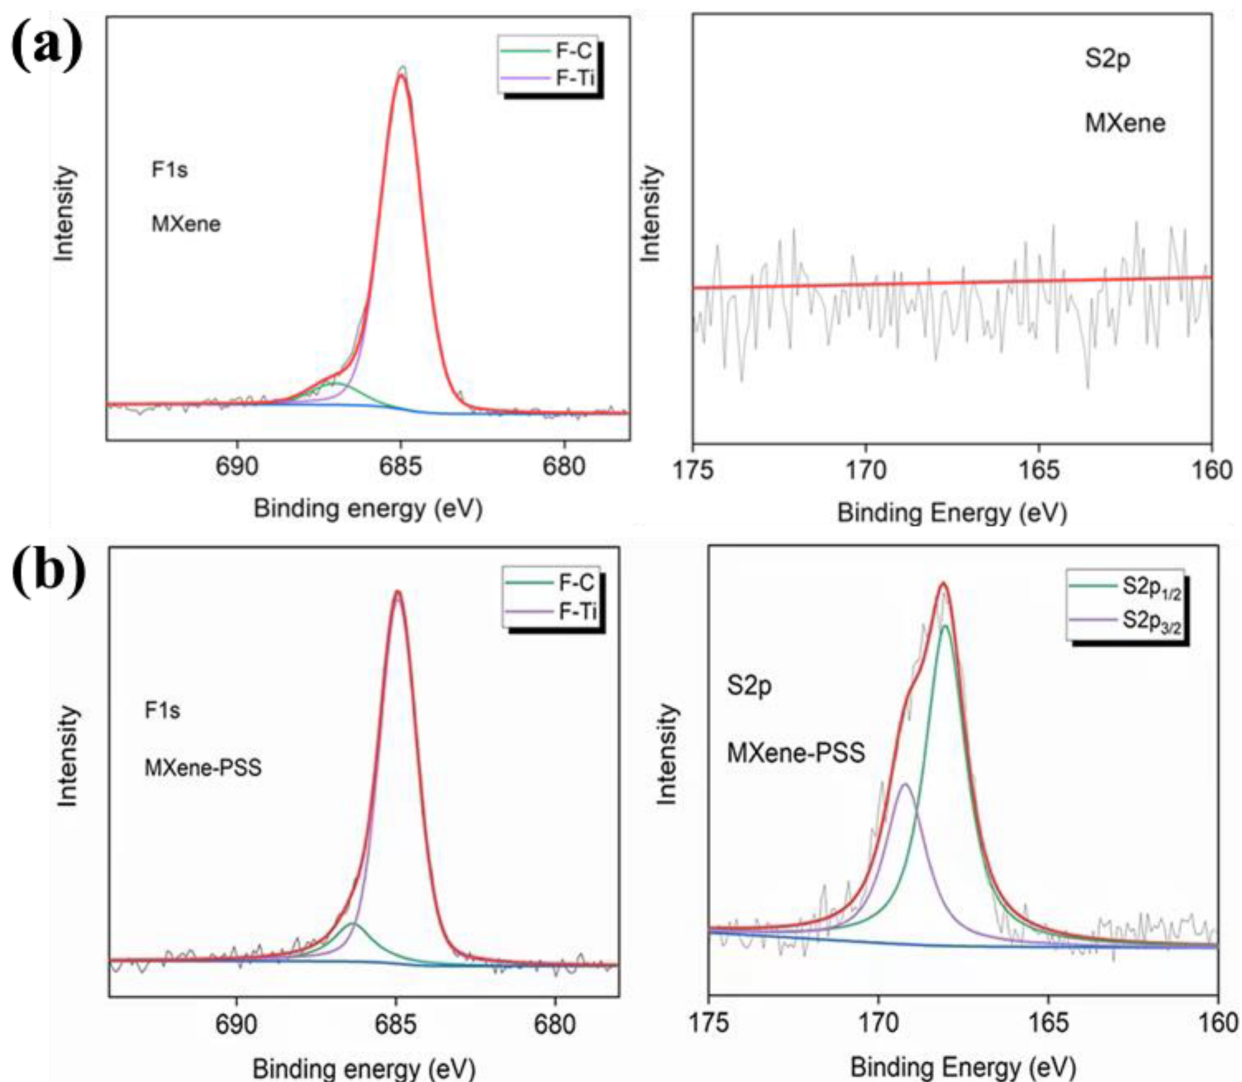 (a)
F-C
F-Ti
F1s
MXene
Intensity
690
685
680
Binding energy (eV)
S2p
MXene
Intensity
175
170
165
160
Binding Energy (eV)
(b)
F-C
F-Ti
F1s
MXene-PSS
Intensity
690
685
680
Binding energy (eV)
S2p1/2
S2p3/2
S2p
MXene-PSS
Intensity
175
170
165
160
Binding Energy (eV)